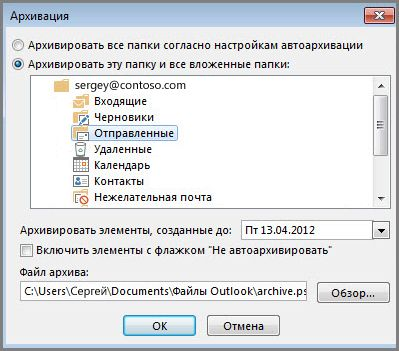 Архивация
Архивировать все папки согласно настройкам автоархивации
Архивировать эту папку и все вложенные папки:
sergey@contoso.com
Входящие
Черновики
Отправленные
Удаленные
Календарь
Контакты
Нежелательная почта
Архивировать элементы, созданные до: Пт 13.04.2012
Включить элементы с флажком "Не автоархивировать"
Файл архива:
C:\Users\Сергей\Documents\Файлы Outlook\archive.ps Обзор...
ОК Отмена